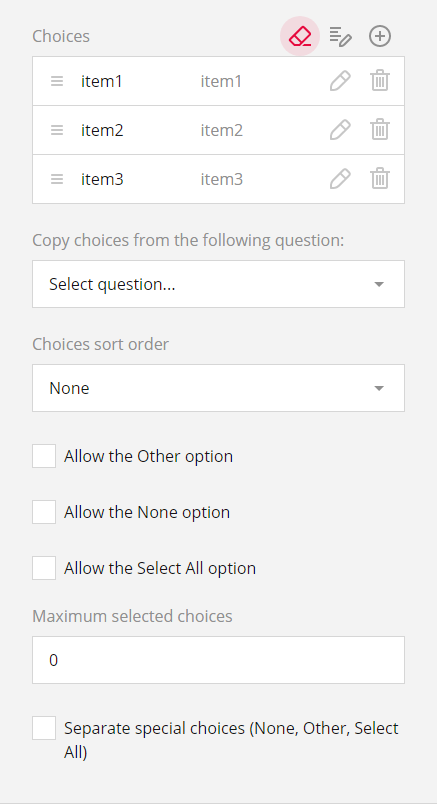 Choices
item1 item1
item2 item2
item3 item3
Copy choices from the following question:
Select question...
Choices sort order
None
Allow the Other option
Allow the None option
Allow the Select All option
Maximum selected choices
0
Separate special choices (None, Other, Select
All)